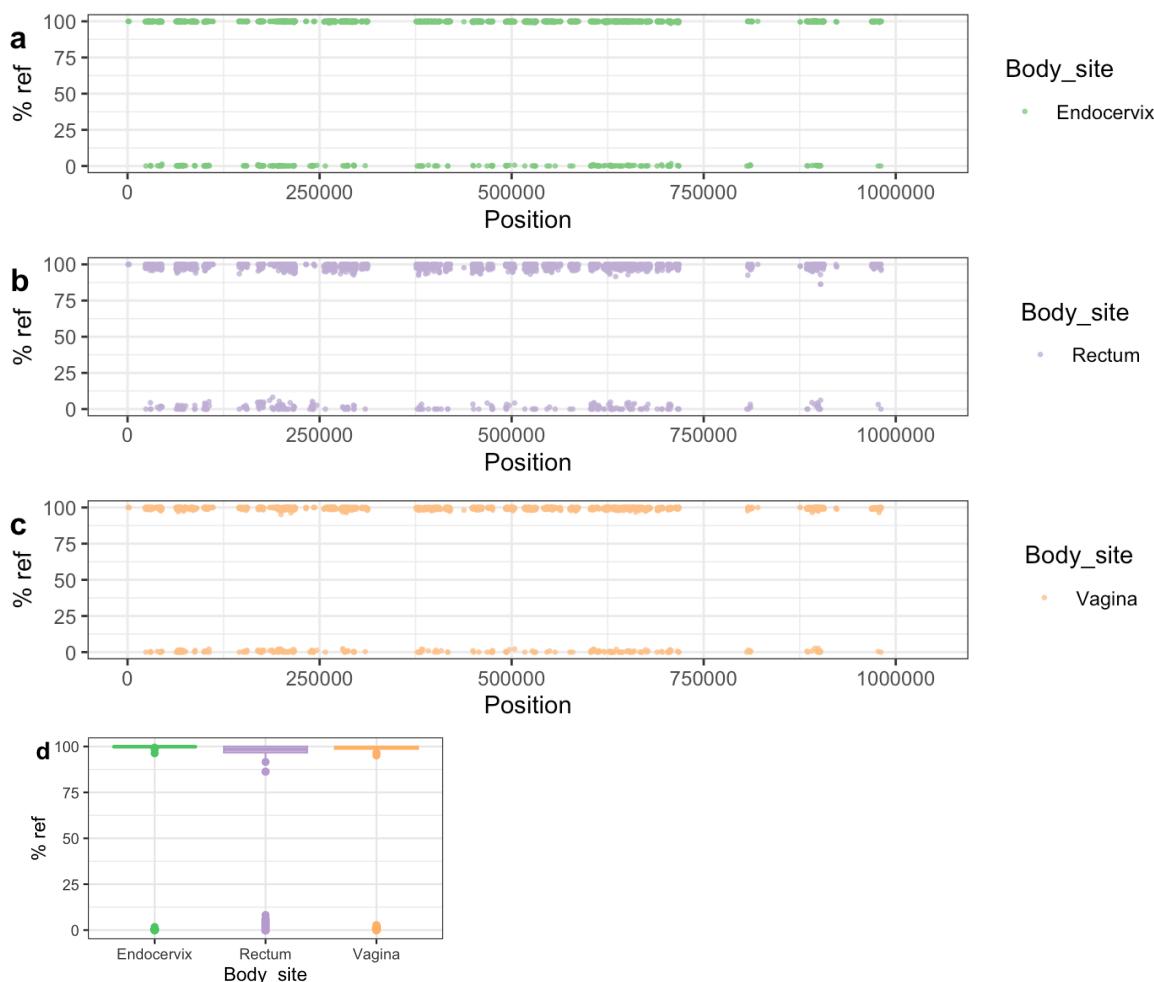 a
% ref
100
75
50
25
0
0 250000 500000 750000 1000000
Position
Body_site
Endocervix
b
% ref
100
75
50
25
0
0 250000 500000 750000 1000000
Position
Body_site
Rectum
c
% ref
100
75
50
25
0
0 250000 500000 750000 1000000
Position
Body_site
Vagina
d
% ref
100
75
50
25
0
Endocervix Rectum Vagina
Body_site